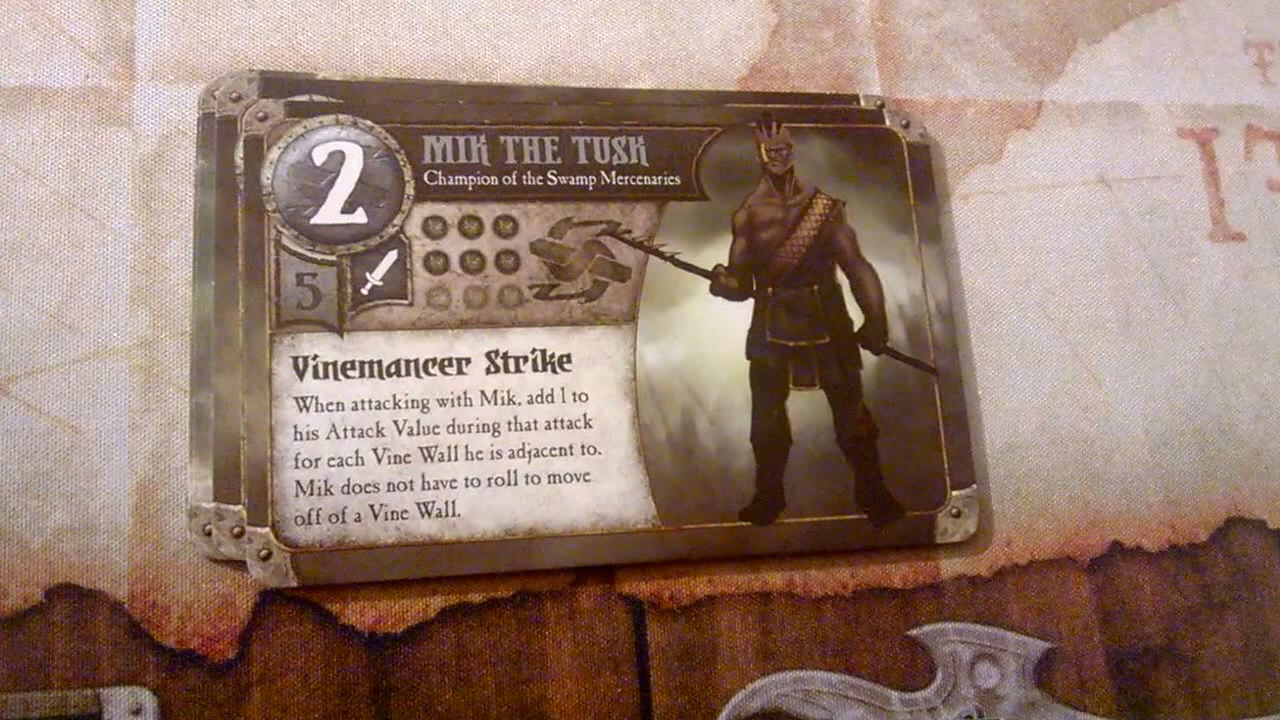 2
MIK THE TUSK
Champion of the Swamp Mercenaries
5
Vinemancer Strike
When attacking with Mik, add 1 to
his Attack Value during that attack
for each Vine Wall he is adjacent to.
Mik does not have to roll to move
off of a Vine Wall.